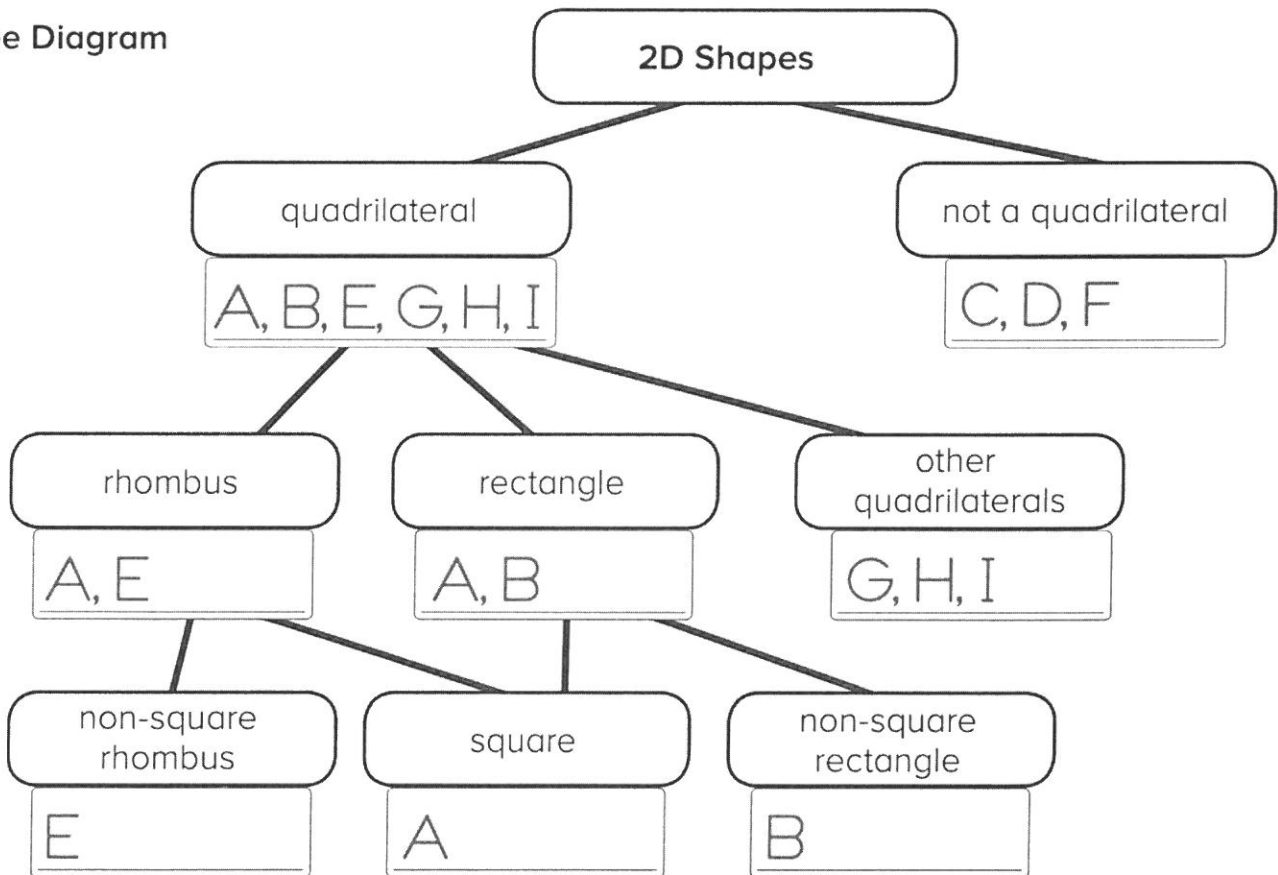 e Diagram
2D Shapes
quadrilateral
not a quadrilateral
A, B, E, G, H, I
C, D, F
rhombus
rectangle
other
quadrilaterals
A, E
A, B
G, H, I
non-square
rhombus
square
non-square
rectangle
E
A
B